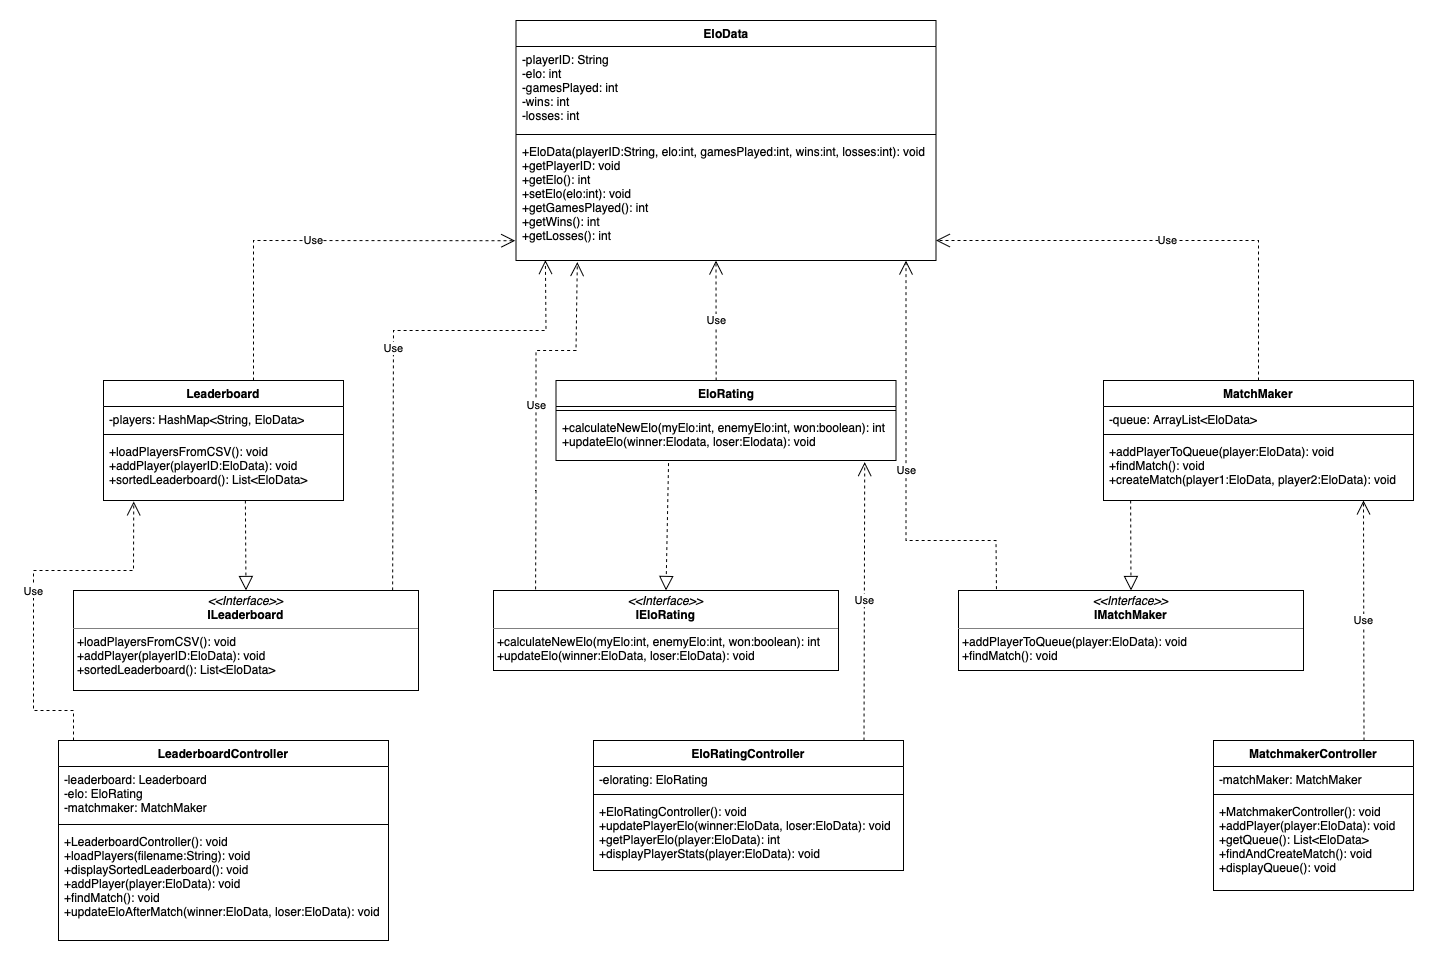 EloData
-playerID: String
-elo: int
-gamesPlayed: int
-wins: int
-losses: int
+EloData(playerID:String, elo:int, gamesPlayed:int, wins:int, losses:int): void
+getPlayerID: void
+getElo(): int
+setElo(elo:int): void
+getGamesPlayed(): int
+getWins(): int
+getLosses(): int
Use
Use
Use
Use
Use
Leaderboard
-players: HashMap<String, EloData>
+loadPlayersFromCSV(): void
+addPlayer(playerID:EloData): void
+sortedLeaderboard(): List<EloData>
Use
EloRating
+calculateNewElo(myElo:int, enemyElo:int, won:boolean): int
+updateElo(winner:Elodata, loser:Elodata): void
MatchMaker
-queue: ArrayList<EloData>
+addPlayerToQueue(player:EloData): void
+findMatch(): void
+createMatch(player1:EloData, player2:EloData): void
Use
Use
Use
<<Interface>>
ILeaderboard
+loadPlayersFromCSV(): void
+addPlayer(playerID:EloData): void
+sortedLeaderboard(): List<EloData>
<<Interface>>
IEloRating
+calculateNewElo(myElo:int, enemyElo:int, won:boolean): int
+updateElo(winner:EloData, loser:EloData): void
<<Interface>>
IMatchMaker
+addPlayerToQueue(player:EloData): void
+findMatch(): void
LeaderboardController
-leaderboard: Leaderboard
-elo: EloRating
-matchmaker: MatchMaker
+LeaderboardController(): void
+loadPlayers(filename:String): void
+displaySortedLeaderboard(): void
+addPlayer(player:EloData): void
+findMatch(): void
+updateEloAfterMatch(winner:EloData, loser:EloData): void
EloRatingController
-elorating: EloRating
+EloRatingController(): void
+updatePlayerElo(winner:EloData, loser:EloData): void
+getPlayerElo(player:EloData): int
+displayPlayerStats(player:EloData): void
MatchmakerController
-matchMaker: MatchMaker
+MatchmakerController(): void
+addPlayer(player:EloData): void
+getQueue(): List<EloData>
+findAndCreateMatch(): void
+displayQueue(): void